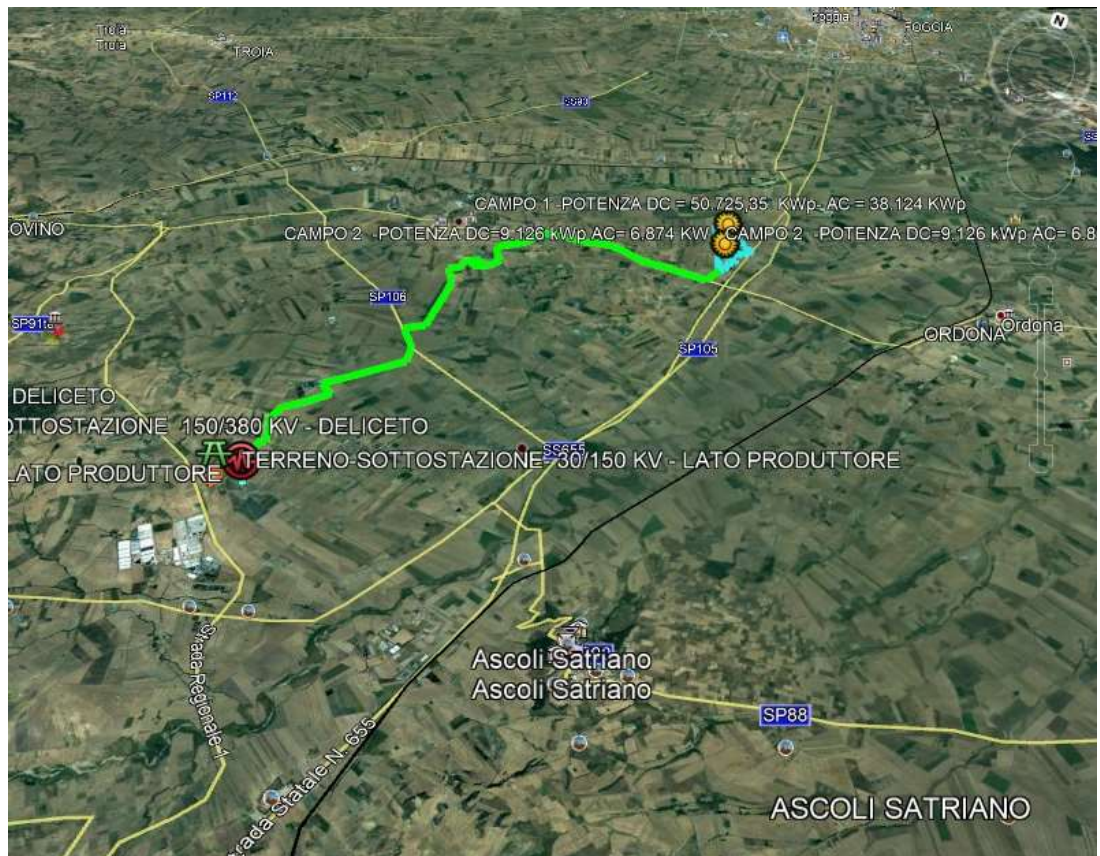 Troia
Troia
TROIA
Foggia
FOGGIA
N
SP112
SS90
CAMPO 1 -POTENZA DC = 50.725,35 KWp- AC = 38.124 KWp
OVINO
CAMPO 2 -POTENZA DC=9.126 kWp AC= 6.874 KW
CAMPO 2 -POTENZA DC=9.126 kWp AC= 6.8
SP106
SP91
Ordona
ORDONA
SP105
DELICETO
OTTOSTAZIONE 150/380 KV - DELICETO
SS655
LATO PRODUTTORE
TERRENO-SOTTOSTAZIONE- 30/150 KV - LATO PRODUTTORE
Strada Regionale 1
Ascoli Satriano
Ascoli Satriano
SP88
trada Statale N. 655
ASCOLI SATRIANO